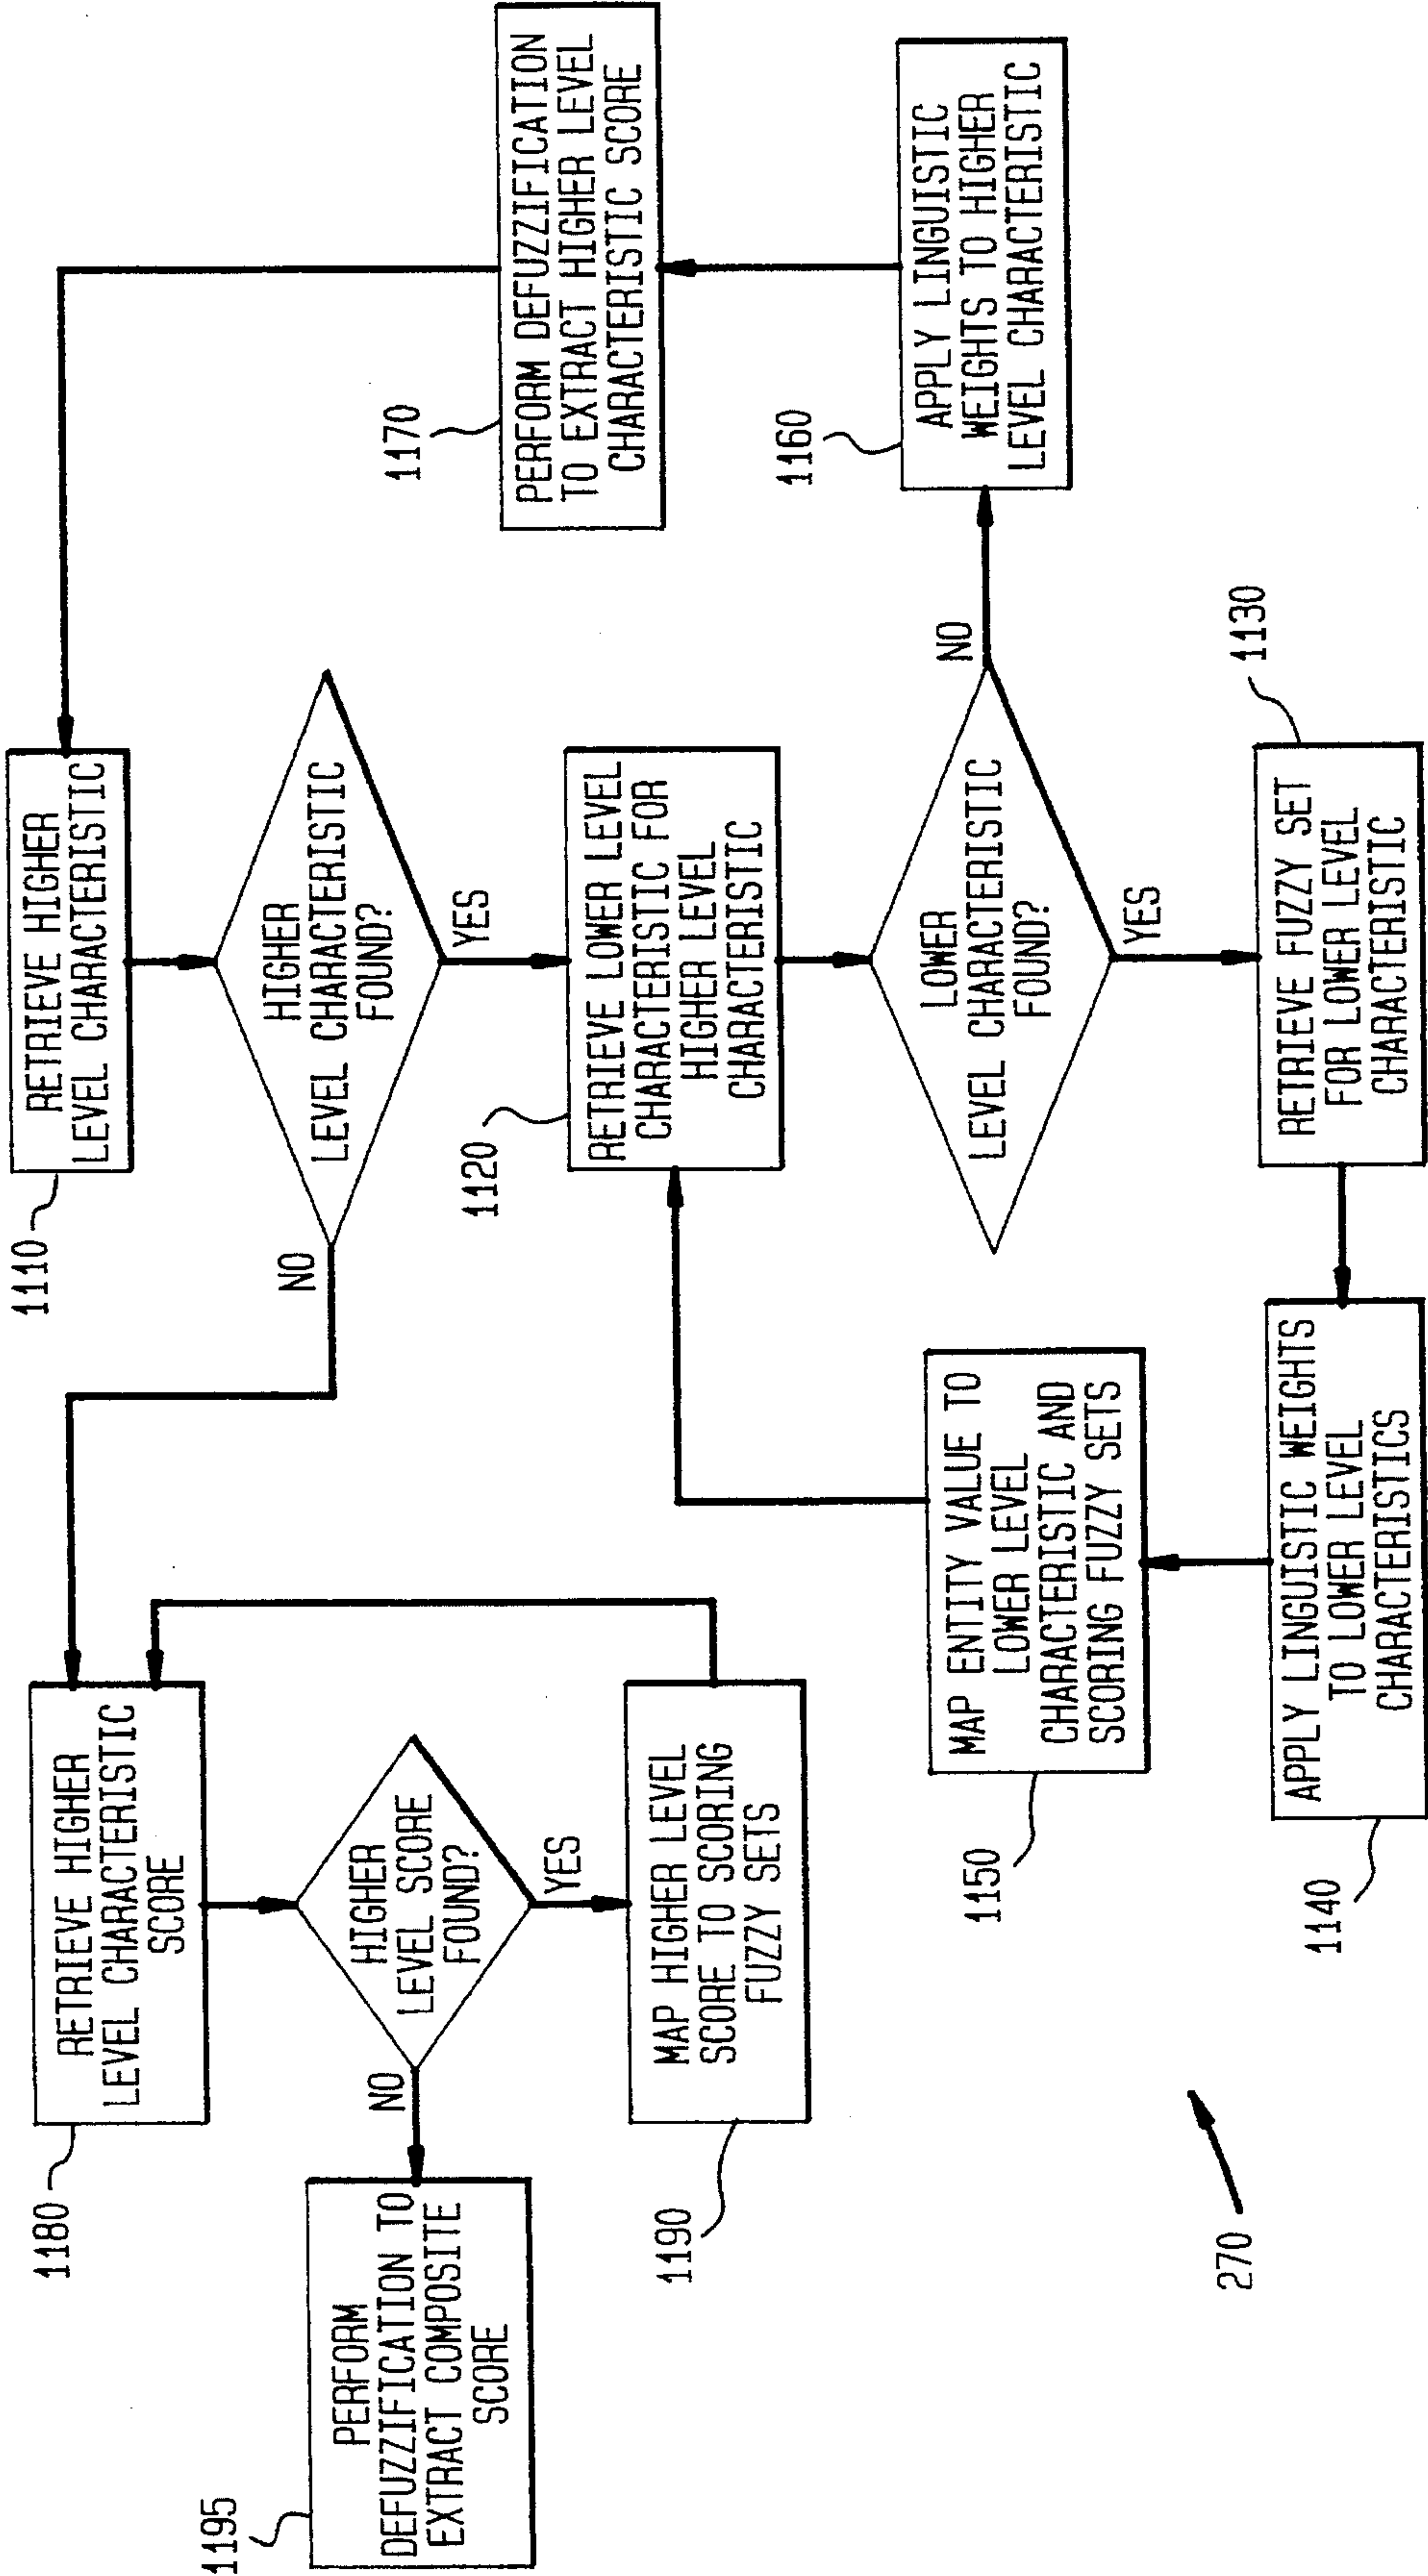 1110
RETRIEVE HIGHER
LEVEL CHARACTERISTIC
HIGHER
LEVEL CHARACTERISTIC
FOUND?
NO
YES
1120
RETRIEVE LOWER LEVEL
CHARACTERISTIC FOR
HIGHER LEVEL
CHARACTERISTIC
LOWER
LEVEL CHARACTERISTIC
FOUND?
NO
YES
1130
RETRIEVE FUZZY SET
FOR LOWER LEVEL
CHARACTERISTIC
1140
APPLY LINGUISTIC WEIGHTS
TO LOWER LEVEL
CHARACTERISTICS
1150
MAP ENTITY VALUE TO
LOWER LEVEL
CHARACTERISTIC AND
SCORING FUZZY SETS
1160
APPLY LINGUISTIC
WEIGHTS TO HIGHER
LEVEL CHARACTERISTIC
1170
PERFORM DEFUZZIFICATION
TO EXTRACT HIGHER LEVEL
CHARACTERISTIC SCORE
1180
RETRIEVE HIGHER
LEVEL CHARACTERISTIC
SCORE
HIGHER
LEVEL SCORE
FOUND?
NO
YES
1190
MAP HIGHER LEVEL
SCORE TO SCORING
FUZZY SETS
1195
PERFORM
DEFUZZIFICATION TO
EXTRACT COMPOSITE
SCORE
270